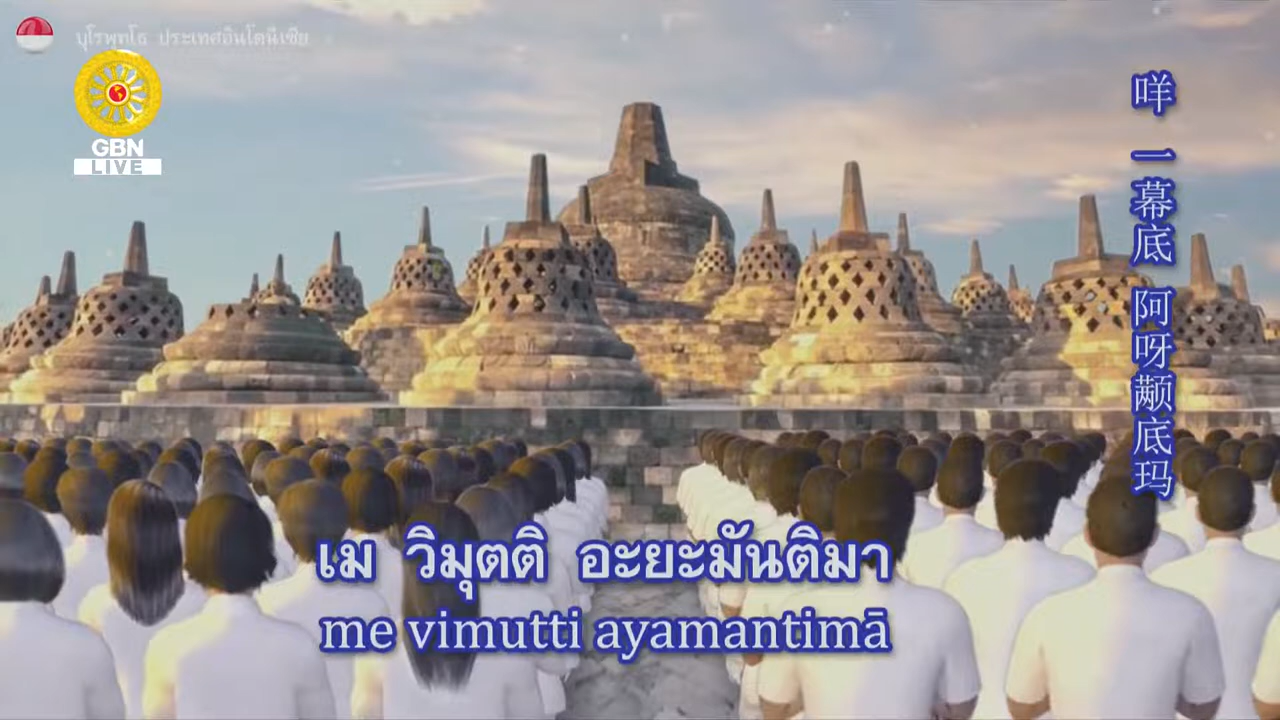 บุโรพุทโธ ประเทศอินโดนีเซีย
GBN
LIVE
咩 一幕底 阿呀颟底玛
เม วิมุตติ อะยะมันติมา
me vimutti ayamantimā